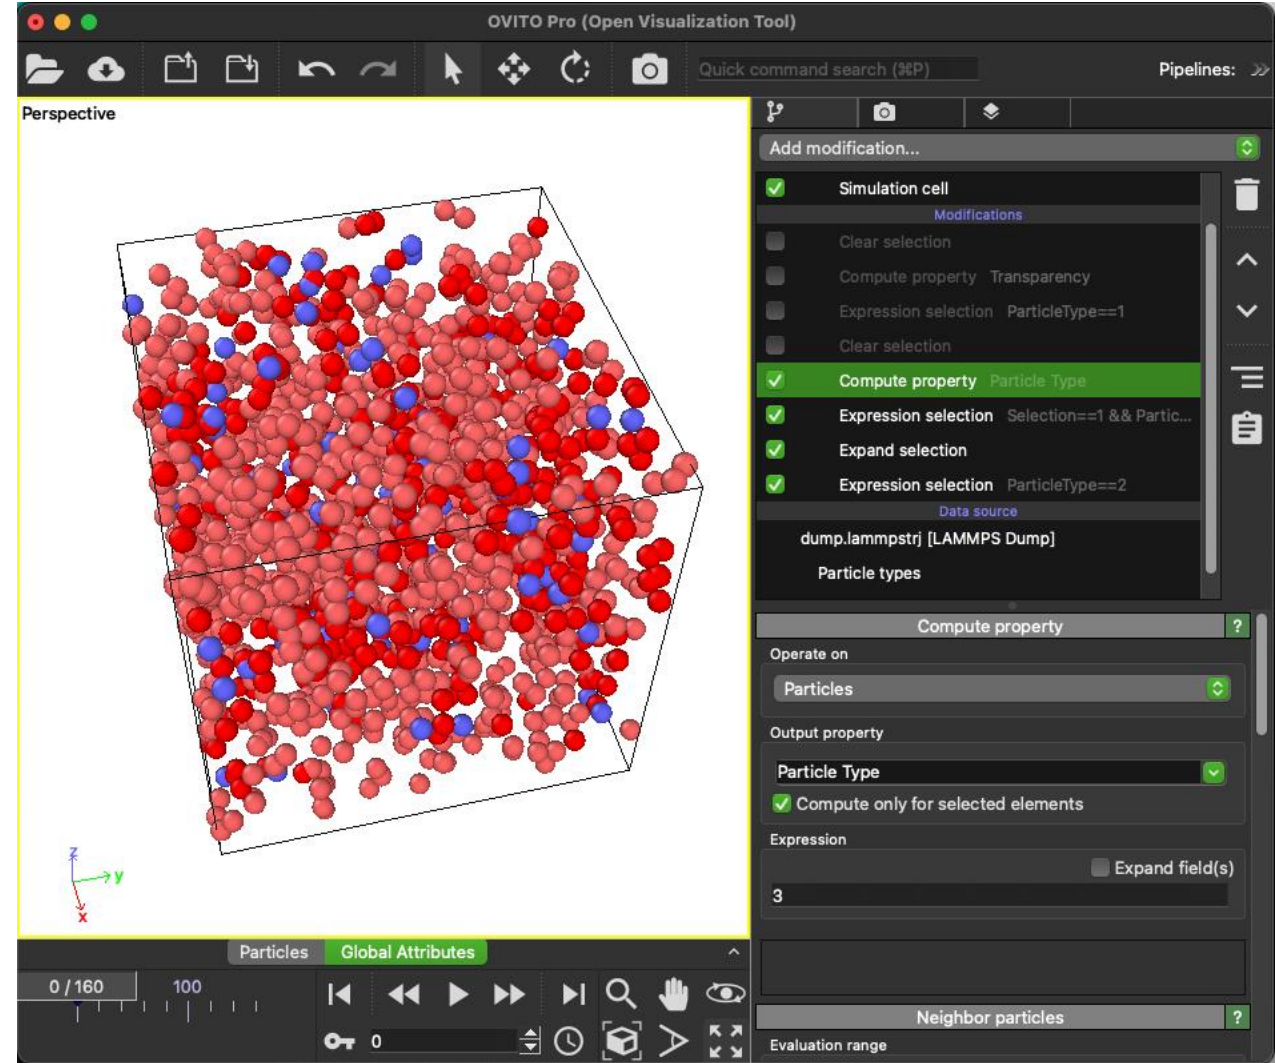 OVITO Pro (Open Visualization Tool)
Quick command search (⌘P)
Pipelines:
Perspective
z
y
x
Particles Global Attributes
0 / 160 100
0
Add modification...
Simulation cell
Modifications
Clear selection
Compute property Transparency
Expression selection ParticleType==1
Clear selection
Compute property Particle Type
Expression selection Selection==1 && Partic...
Expand selection
Expression selection ParticleType==2
Data source
dump.lammpstrj [LAMMPS Dump]
Particle types
Compute property ?
Operate on
Particles
Output property
Particle Type
Compute only for selected elements
Expression
Expand field(s)
3
Neighbor particles ?
Evaluation range